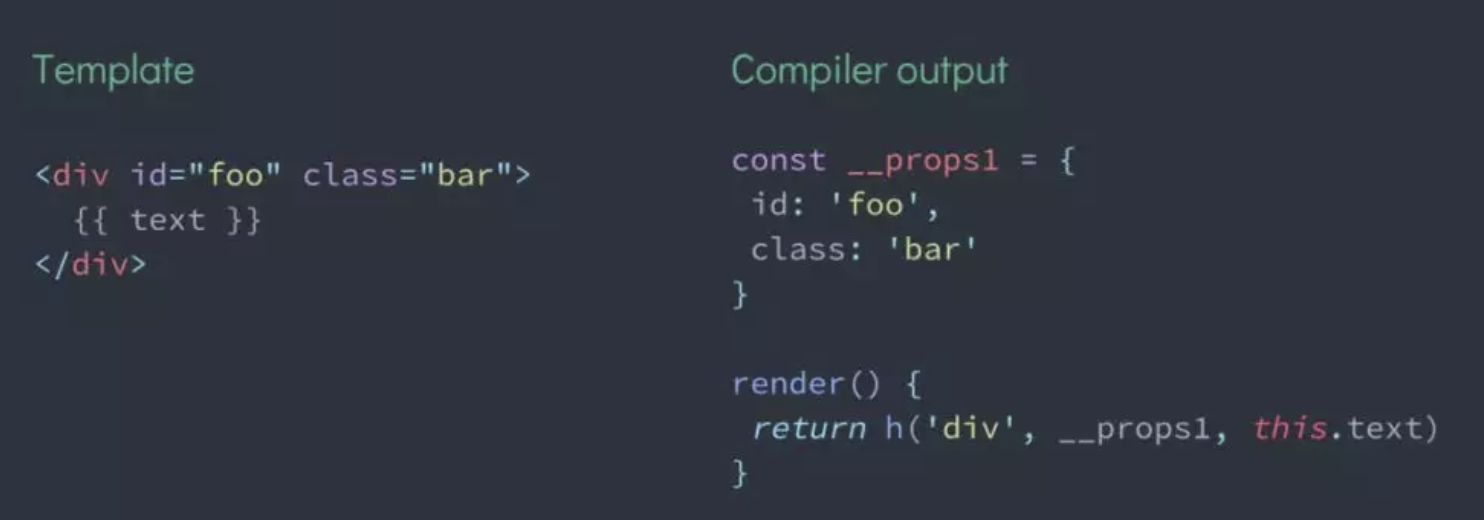 Template
<div id="foo" class="bar">
  {{ text }}
</div>
Compiler output
const __props1 = {
 id: 'foo',
 class: 'bar'
}
render() {
 return h('div', __props1, this.text)
}